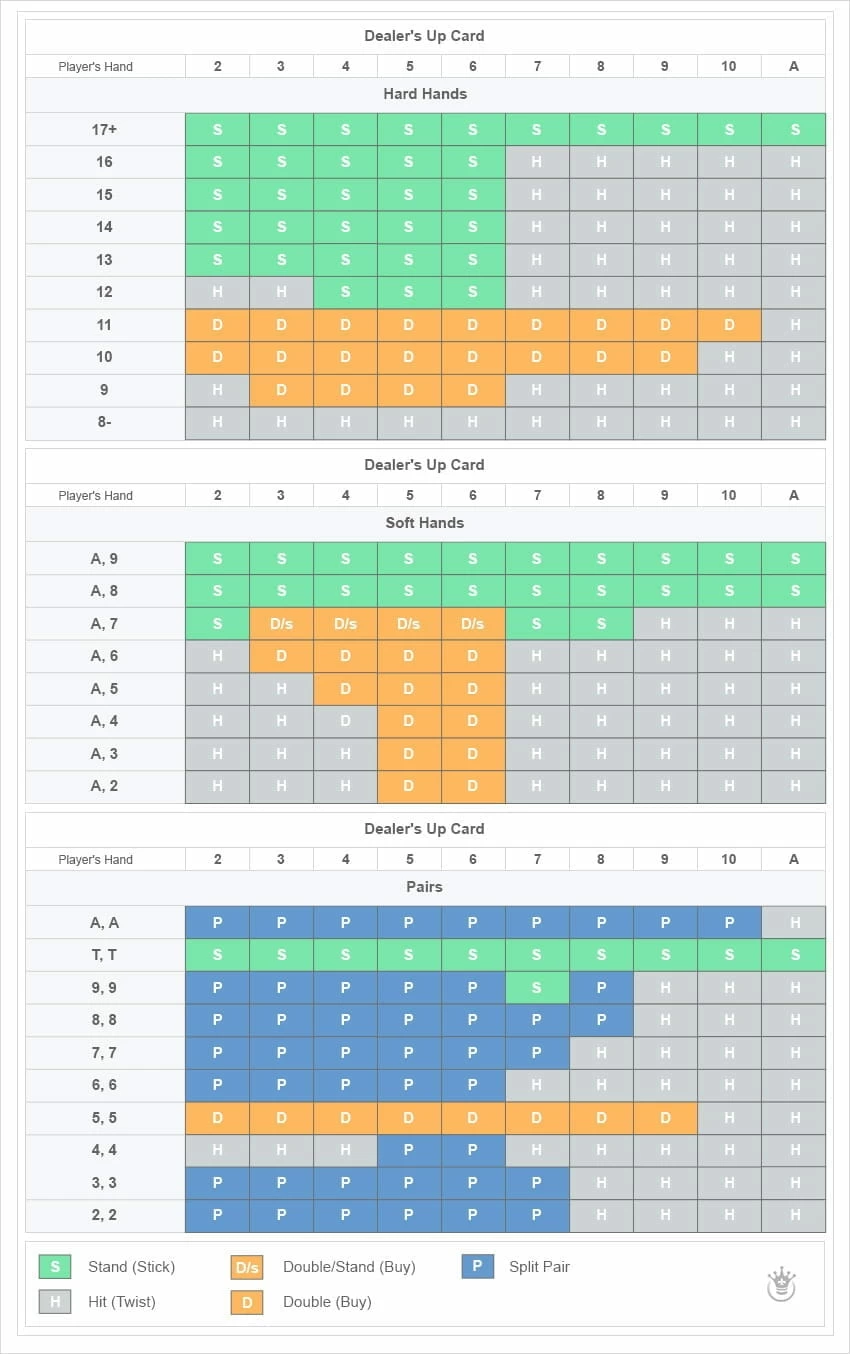 Dealer's Up Card
Player's Hand 2 3 4 5 6 7 8 9 10 A
Hard Hands
17+ S S S S S S S S S S
16 S S S S S H H H H H
15 S S S S S H H H H H
14 S S S S S H H H H H
13 S S S S S H H H H H
12 H H S S S H H H H H
11 D D D D D D D D D H
10 D D D D D D D D H H
9 H D D D D H H H H H
8- H H H H H H H H H H
Dealer's Up Card
Player's Hand 2 3 4 5 6 7 8 9 10 A
Soft Hands
A, 9 S S S S S S S S S S
A, 8 S S S S S S S S S S
A, 7 S D/s D/s D/s D/s S S H H H
A, 6 H D D D D H H H H H
A, 5 H H D D D H H H H H
A, 4 H H D D D H H H H H
A, 3 H H H D D H H H H H
A, 2 H H H D D H H H H H
Dealer's Up Card
Player's Hand 2 3 4 5 6 7 8 9 10 A
Pairs
A, A P P P P P P P P P H
T, T S S S S S S S S S S
9, 9 P P P P P S P H H H
8, 8 P P P P P P P H H H
7, 7 P P P P P P H H H H
6, 6 P P P P P H H H H H
5, 5 D D D D D D D D H H
4, 4 H H H P P H H H H H
3, 3 P P P P P P H H H H
2, 2 P P P P P P H H H H
S Stand (Stick) D/s Double/Stand (Buy) P Split Pair
H Hit (Twist) D Double (Buy)